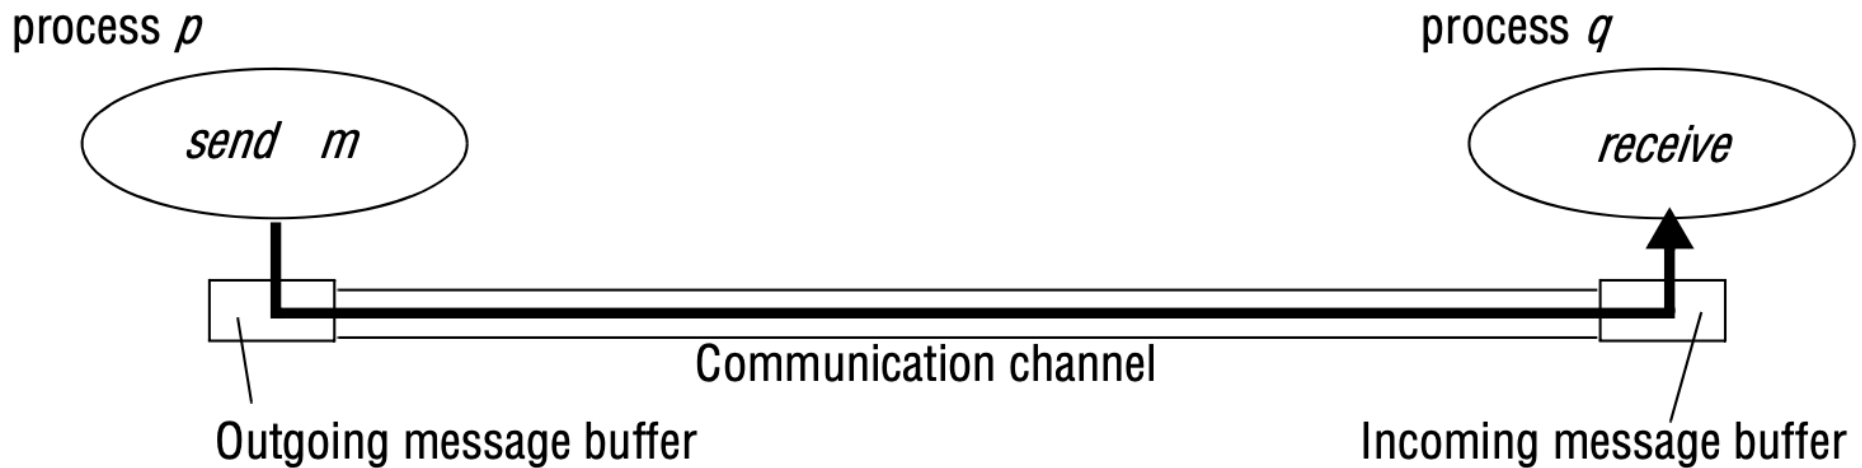 process p
process q
send m
receive
Communication channel
Outgoing message buffer
Incoming message buffer